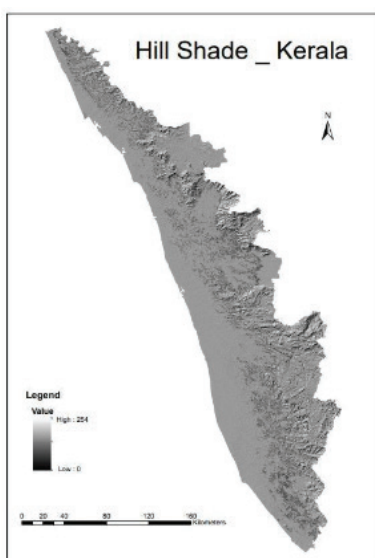 Hill Shade _ Kerala
N
Legend
Value
High : 254
Low : 0
0 20 40 80 120 160
Kilometers